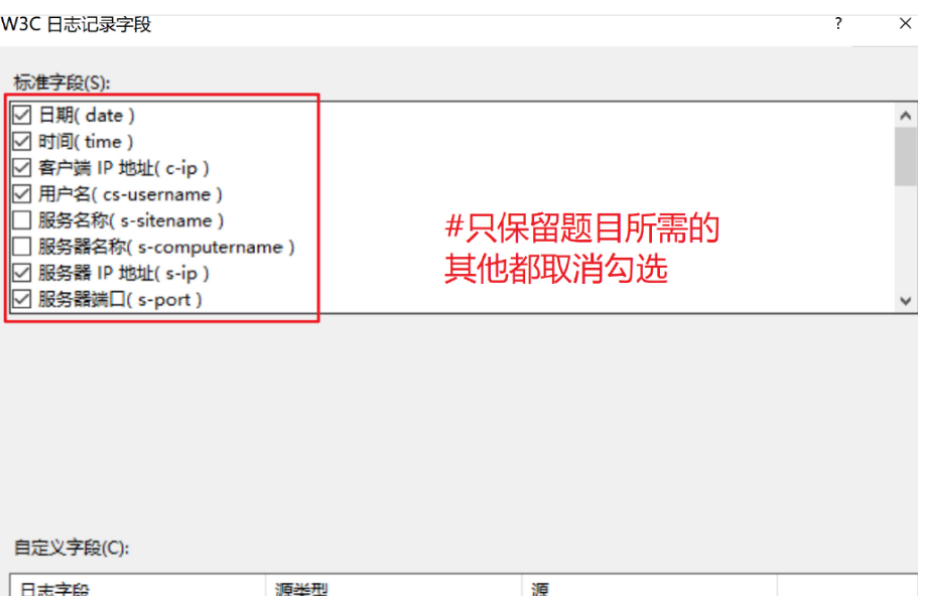 W3C 日志记录字段 ? ×
标准字段(S):
日期( date )
时间( time )
客户端 IP 地址( c-ip )
用户名( cs-username )
服务名称( s-sitename )
服务器名称( s-computername )
服务器 IP 地址( s-ip )
服务器端口( s-port )
#只保留题目所需的
其他都取消勾选
自定义字段(C):
日志字段 源类型 源